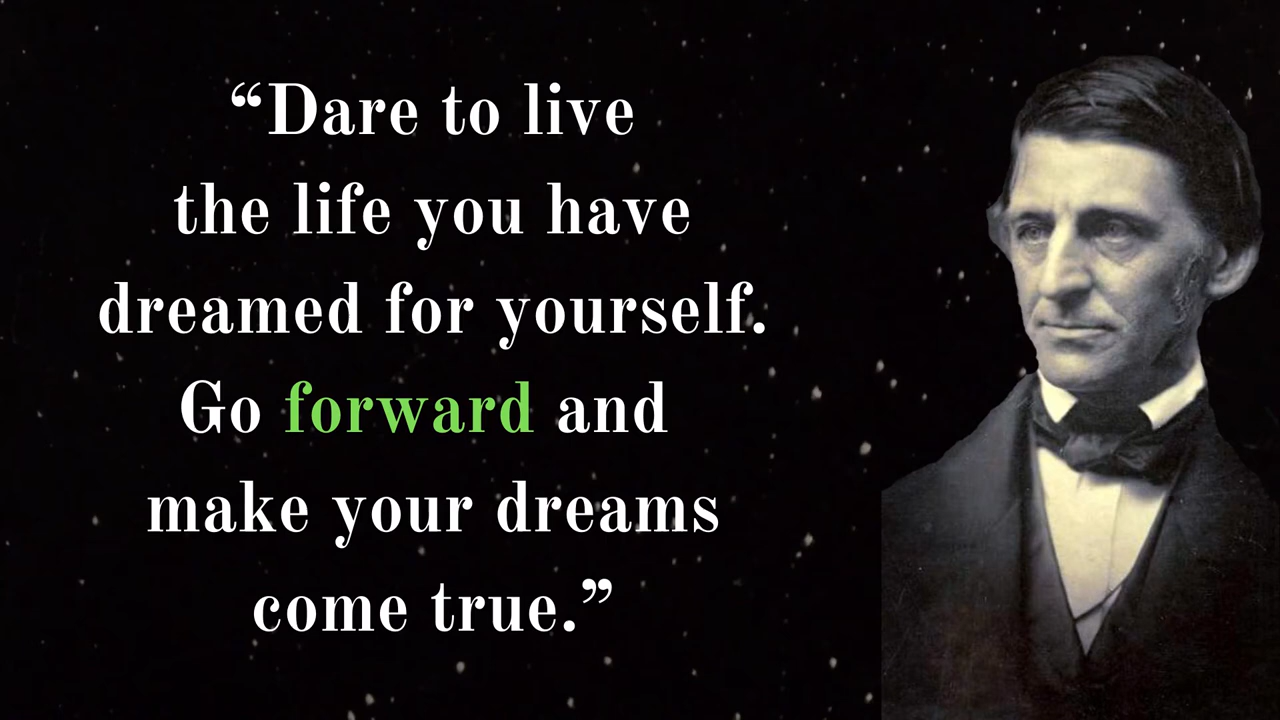 “Dare to live
the life you have
dreamed for yourself.
Go forward and
make your dreams
come true.”